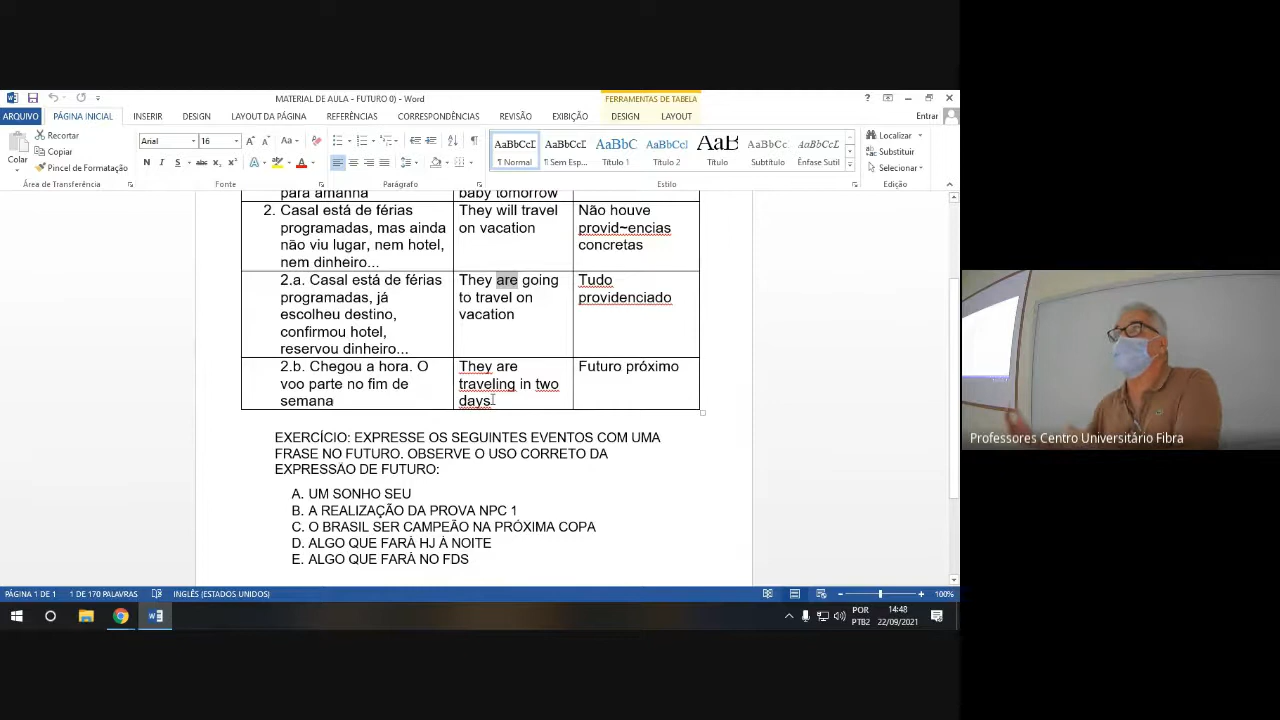 MATERIAL DE AULA - FUTURO 0) - Word
FERRAMENTAS DE TABELA
ARQUIVO PÁGINA INICIAL INSERIR DESIGN LAYOUT DA PÁGINA REFERÊNCIAS CORRESPONDÊNCIAS REVISÃO EXIBIÇÃO DESIGN LAYOUT Entrar
Colar
Recortar
Copiar
Pincel de Formatação
Área de Transferência
Arial 16
Fonte
Parágrafo
AaBbCcL AaBbCcL AaBbC AaBbCcL AaB AaBbCc AaBbCcL
¶ Normal ¶ Sem Esp... Título 1 Título 2 Título Subtítulo Ênfase Sutil
Estilo
Localizar
Substituir
Selecionar
Edição
para amanhã
baby tomorrow
2. Casal está de férias
programadas, mas ainda
não viu lugar, nem hotel,
nem dinheiro...
They will travel
on vacation
Não houve
provid~encias
concretas
2.a. Casal está de férias
programadas, já
escolheu destino,
confirmou hotel,
reservou dinheiro...
They are going
to travel on
vacation
Tudo
providenciado
2.b. Chegou a hora. O
voo parte no fim de
semana
They are
traveling in two
days
Futuro próximo
EXERCÍCIO: EXPRESSE OS SEGUINTES EVENTOS COM UMA
FRASE NO FUTURO. OBSERVE O USO CORRETO DA
EXPRESSÃO DE FUTURO:
A. UM SONHO SEU
B. A REALIZAÇÃO DA PROVA NPC 1
C. O BRASIL SER CAMPEÃO NA PRÓXIMA COPA
D. ALGO QUE FARÁ HJ À NOITE
E. ALGO QUE FARÁ NO FDS
PÁGINA 1 DE 1 1 DE 170 PALAVRAS INGLÊS (ESTADOS UNIDOS) 100%
POR
PTB2
14:48
22/09/2021
Professores Centro Universitário Fibra